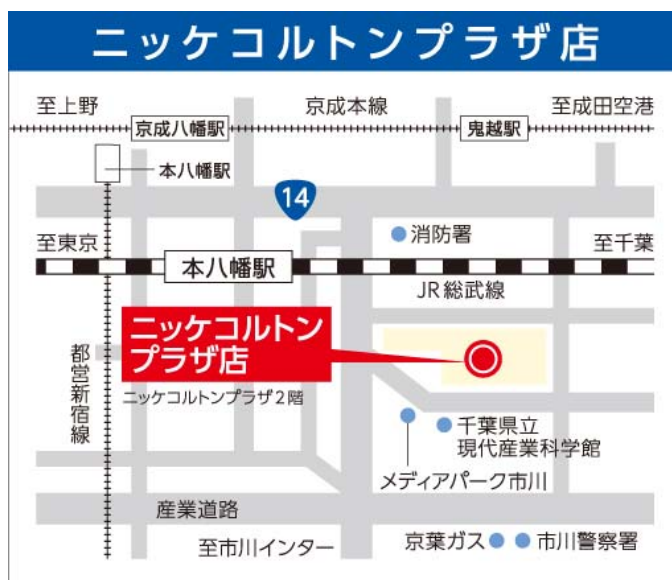 ニッケコルトンプラザ店
至上野
京成本線
至成田空港
京成八幡駅
鬼越駅
本八幡駅
14
消防署
至東京
本八幡駅
至千葉
JR総武線
ニッケコルトン
プラザ店
都営新宿線
ニッケコルトンプラザ2階
千葉県立
現代産業科学館
メディアパーク市川
産業道路
至市川インター
京葉ガス
市川警察署